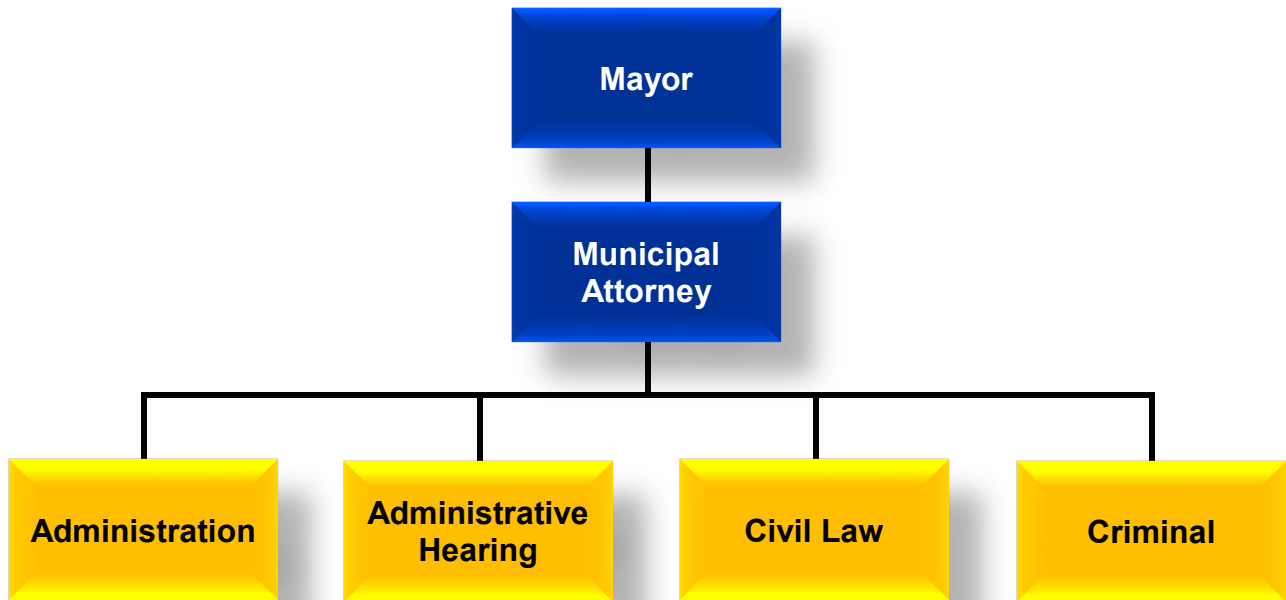 Mayor
Municipal
Attorney
Administration
Administrative
Hearing
Civil Law
Criminal